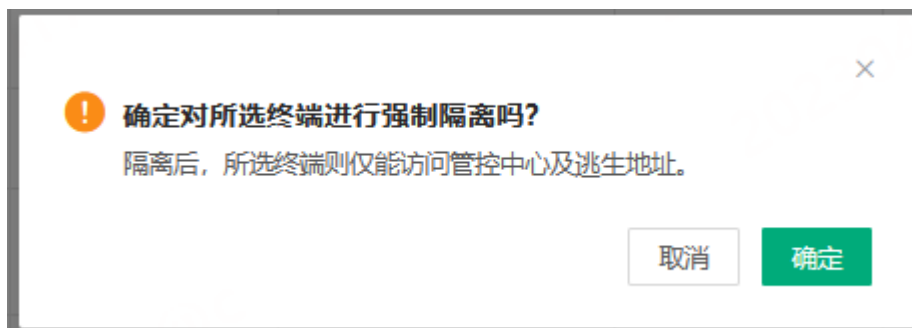 确定对所选终端进行强制隔离吗?
隔离后，所选终端则仅能访问管控中心及逃生地址。
取消
确定